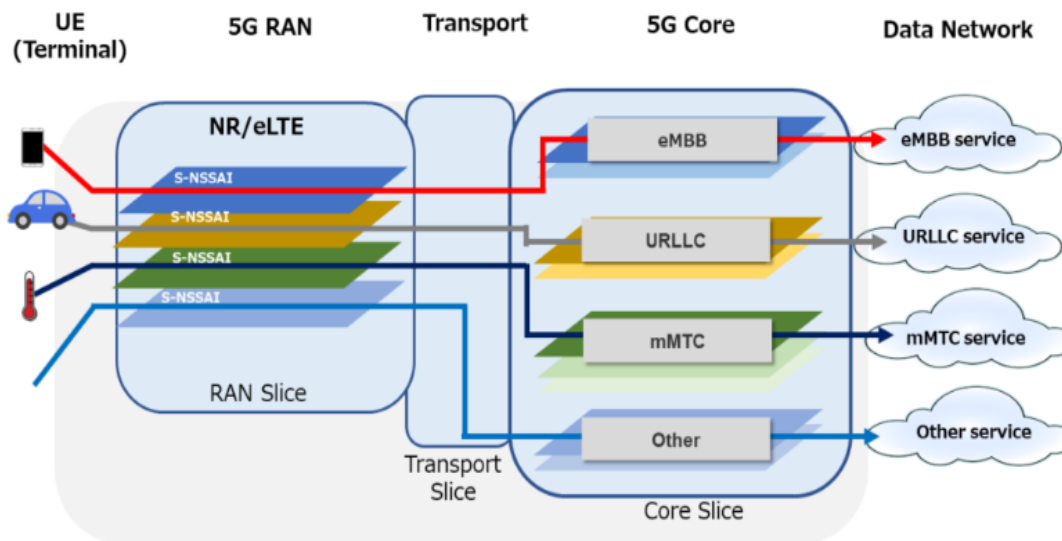 UE
(Terminal)
5G RAN
Transport
5G Core
Data Network
NR/eLTE
S-NSSAI
S-NSSAI
S-NSSAI
S-NSSAI
RAN Slice
Transport
Slice
eMBB
URLLC
mMTC
Other
Core Slice
eMBB service
URLLC service
mMTC service
Other service